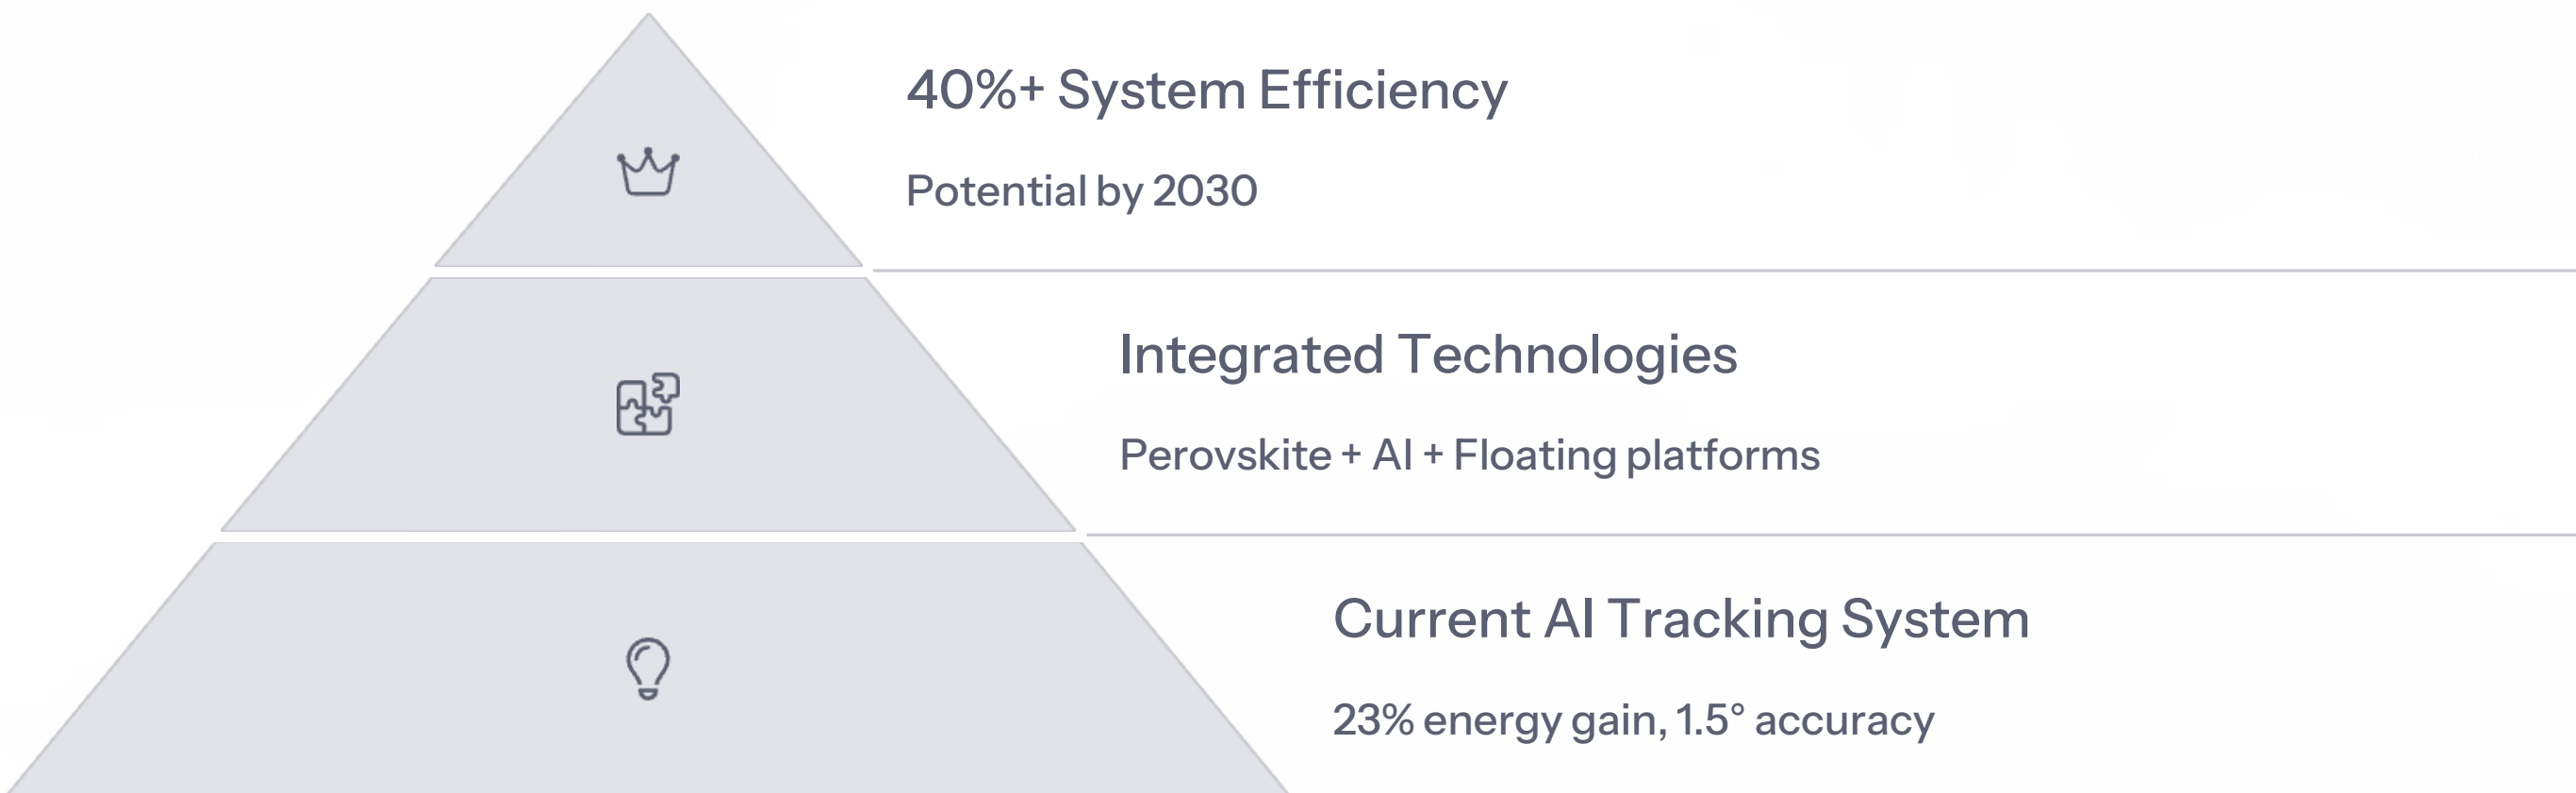 40%+ System Efficiency
Potential by 2030
Integrated Technologies
Perovskite + AI + Floating platforms
Current AI Tracking System
23% energy gain, 1.5° accuracy